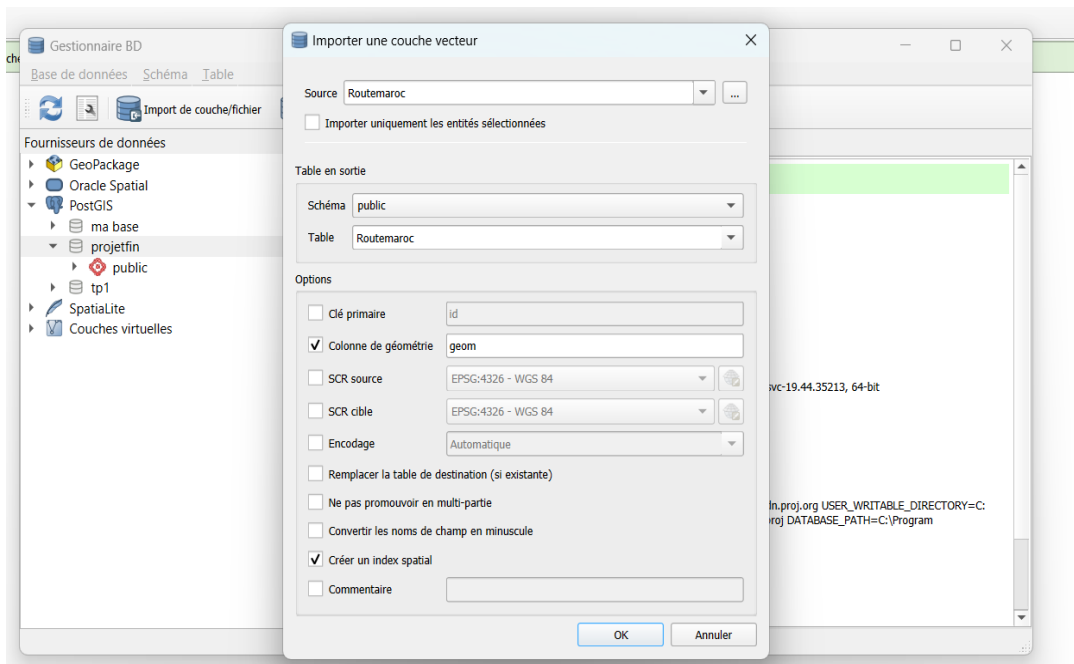 Gestionnaire BD
Importer une couche vecteur
che
Base de données Schéma Table
Source Routemaroc ...
Import de couche/fichier
Importer uniquement les entités sélectionnées
Fournisseurs de données
GeoPackage
Oracle Spatial
PostGIS
ma base
projetfin
public
tp1
SpatiaLite
Couches virtuelles
Table en sortie
Schéma public
Table Routemaroc
Options
Clé primaire id
Colonne de géométrie geom
SCR source EPSG:4326 - WGS 84
SCR cible EPSG:4326 - WGS 84
Encodage Automatique
Remplacer la table de destination (si existante)
Ne pas promouvoir en multi-partie
Convertir les noms de champ en minuscule
Créer un index spatial
Commentaire
OK Annuler
svc-19.44.35213, 64-bit
dn.proj.org USER_WRITABLE_DIRECTORY=C:
proj DATABASE_PATH=C:\Program